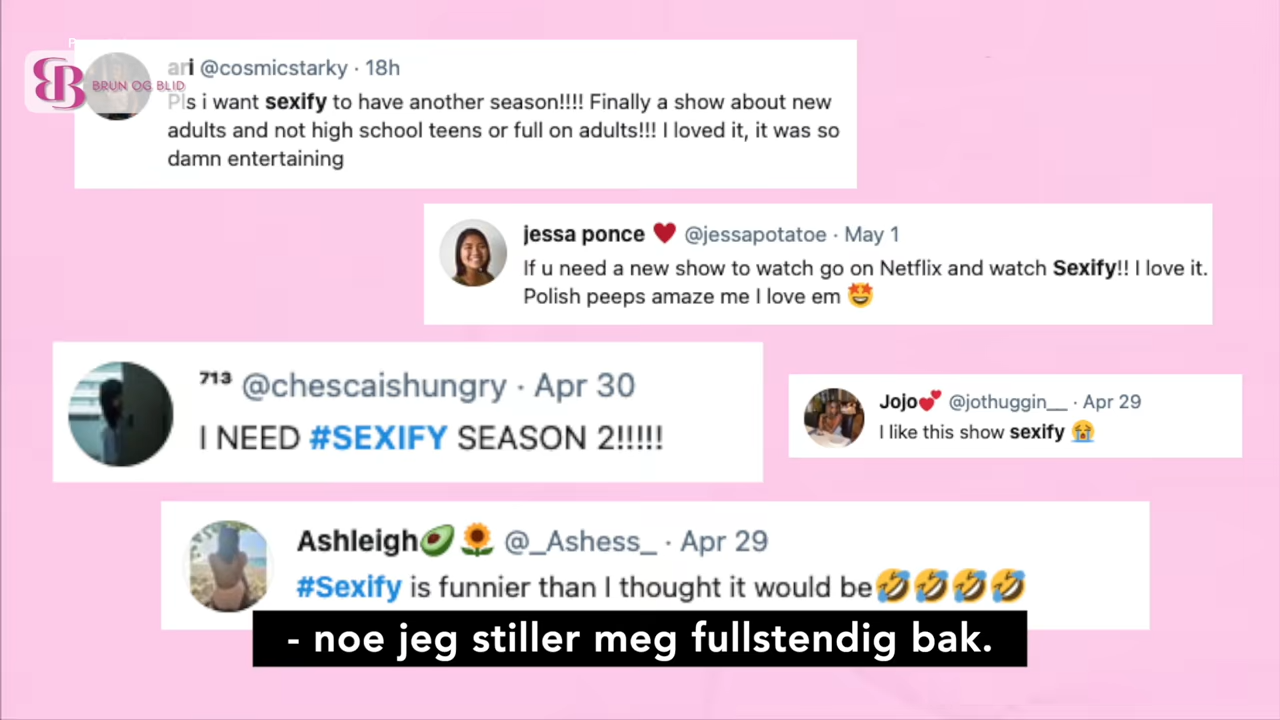 BRUN OG BLID
ari @cosmicstarky · 18h
Pls i want sexify to have another season!!!! Finally a show about new
adults and not high school teens or full on adults!!! I loved it, it was so
damn entertaining
jessa ponce ❤️ @jessapotatoe · May 1
If u need a new show to watch go on Netflix and watch Sexify!! I love it.
Polish peeps amaze me I love em 🤩
⁷¹³ @chescaishungry · Apr 30
I NEED #SEXIFY SEASON 2!!!!!
Jojo💕 @jothuggin__ · Apr 29
I like this show sexify 😭
Ashleigh🥑🌻 @_Ashess_ · Apr 29
#Sexify is funnier than I thought it would be🤣🤣🤣🤣
- noe jeg stiller meg fullstendig bak.